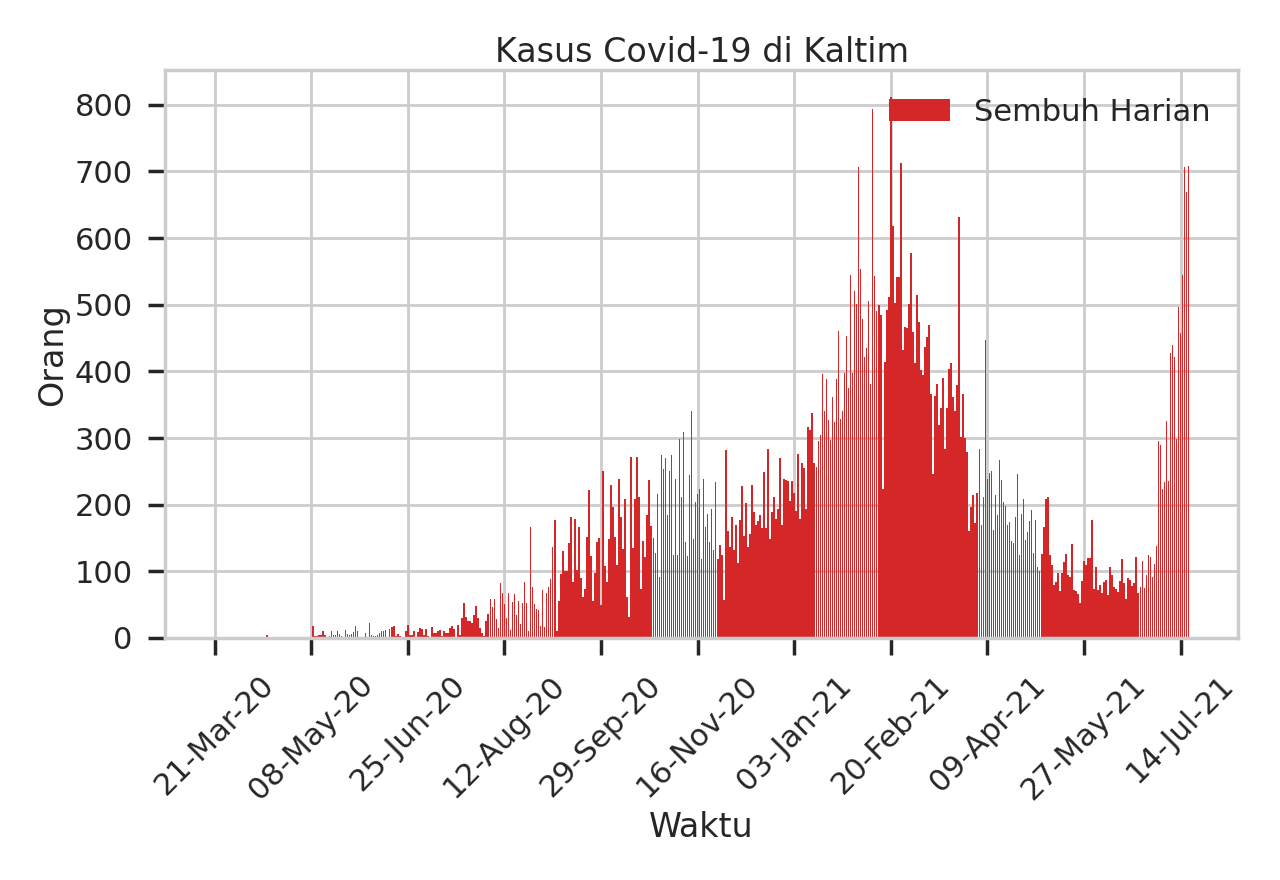 Kasus Covid-19 di Kaltim
Sembuh Harian
800
700
600
500
400
300
200
100
0
Orang
21-Mar-20
08-May-20
25-Jun-20
12-Aug-20
29-Sep-20
16-Nov-20
03-Jan-21
20-Feb-21
09-Apr-21
27-May-21
14-Jul-21
Waktu